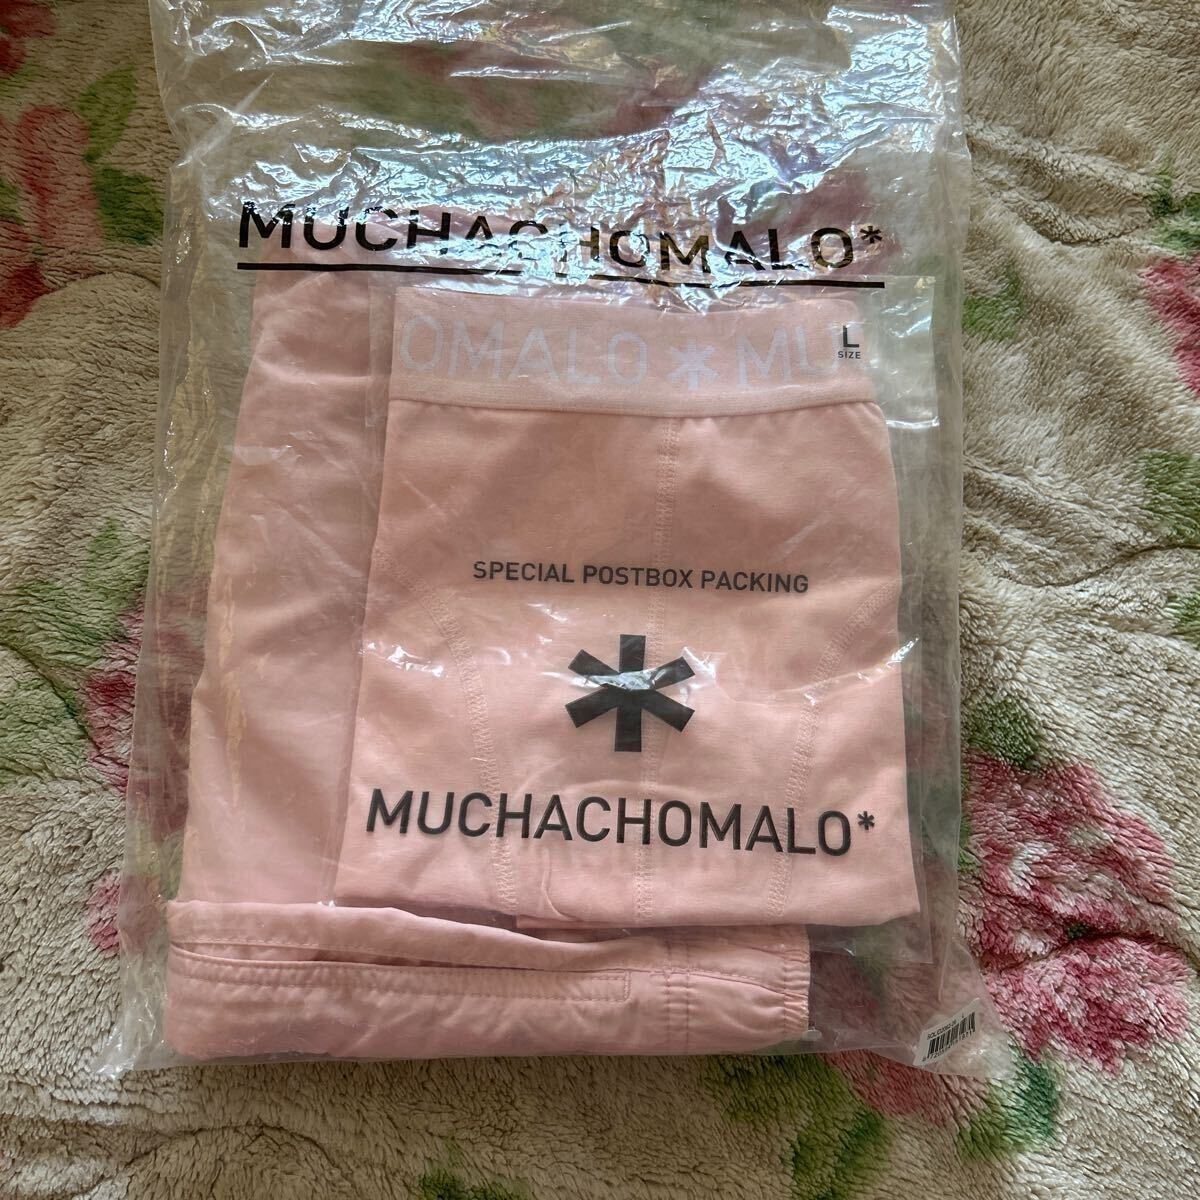 MUCHACHOMALO*
OMALO * MU
L
SIZE
SPECIAL POSTBOX PACKING
MUCHACHOMALO*